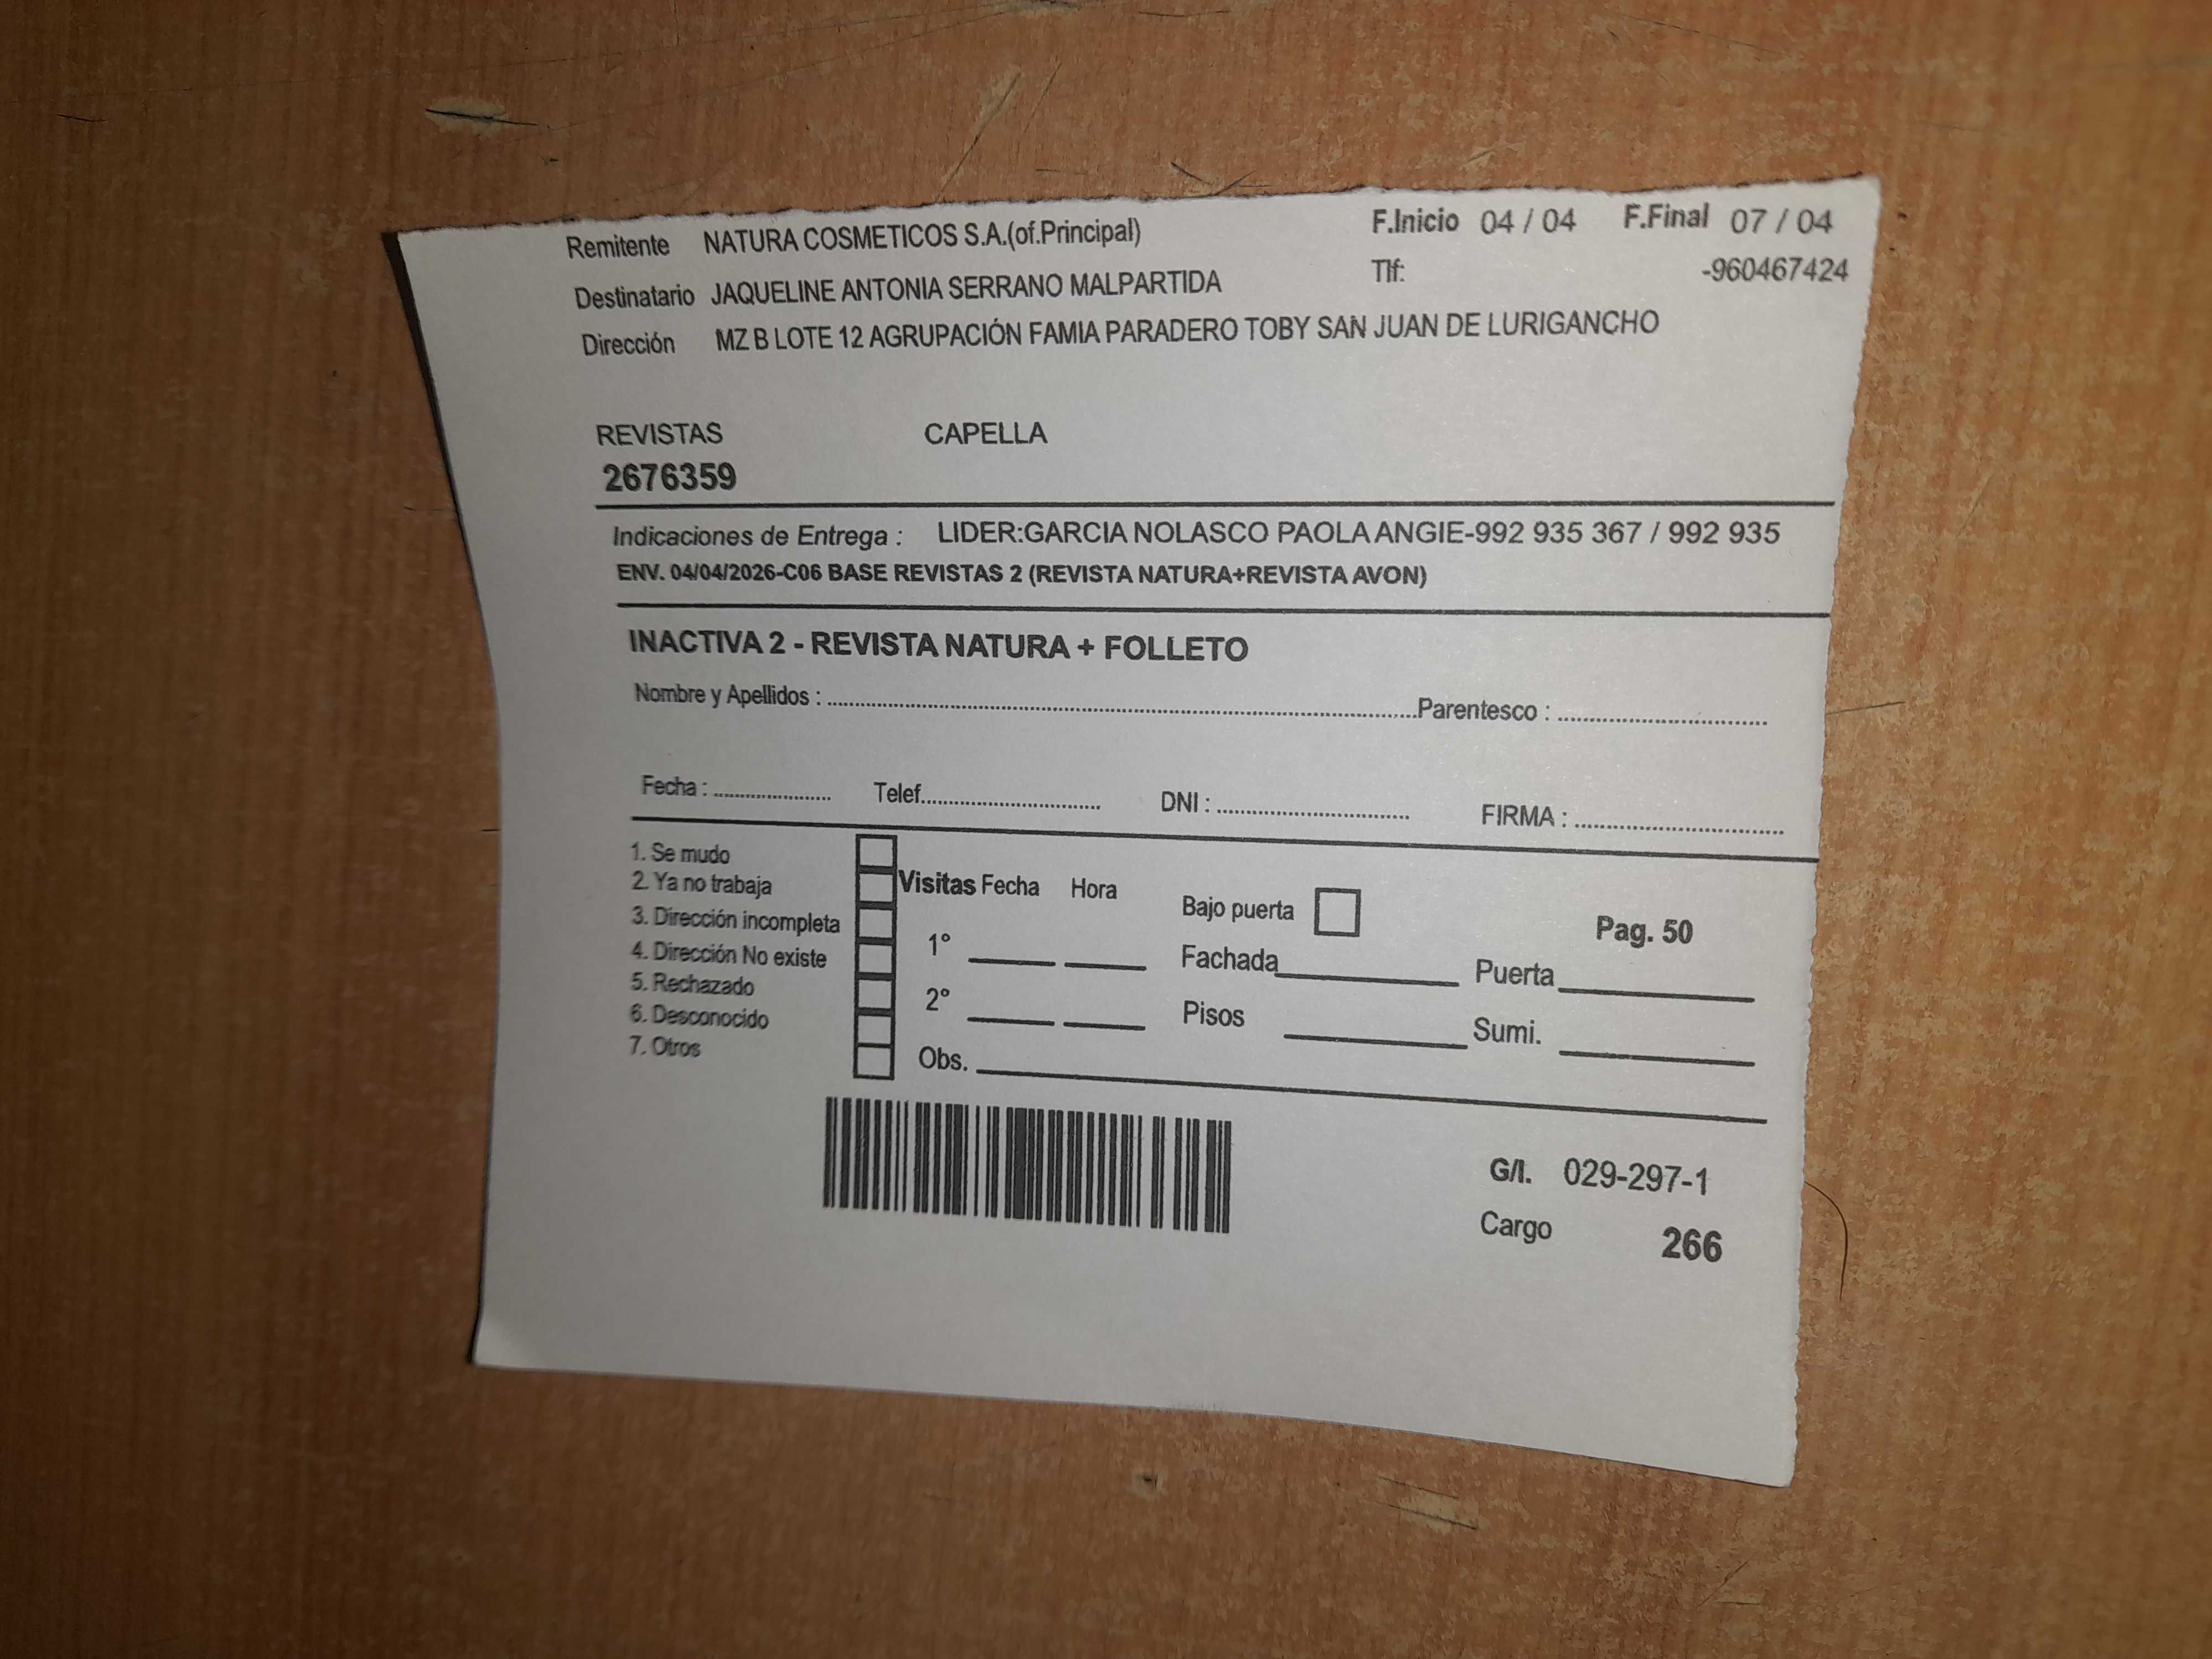 Remitente NATURA COSMETICOS S.A.(of.Principal) F.Inicio 04 / 04 F.Final 07 / 04
Destinatario JAQUELINE ANTONIA SERRANO MALPARTIDA Tlf: -960467424
Dirección MZ B LOTE 12 AGRUPACIÓN FAMIA PARADERO TOBY SAN JUAN DE LURIGANCHO
REVISTAS CAPELLA
2676359
Indicaciones de Entrega : LIDER:GARCIA NOLASCO PAOLA ANGIE-992 935 367 / 992 935
ENV. 04/04/2026-C06 BASE REVISTAS 2 (REVISTA NATURA+REVISTA AVON)
INACTIVA 2 - REVISTA NATURA + FOLLETO
Nombre y Apellidos : Parentesco :
Fecha : Telef. DNI : FIRMA :
1. Se mudo
2. Ya no trabaja
3. Dirección incompleta
4. Dirección No existe
5. Rechazado
6. Desconocido
7. Otros
Visitas Fecha Hora
1°
2°
Obs.
Bajo puerta Pag. 50
Fachada Puerta
Pisos Sumi.
G/I. 029-297-1
Cargo 266